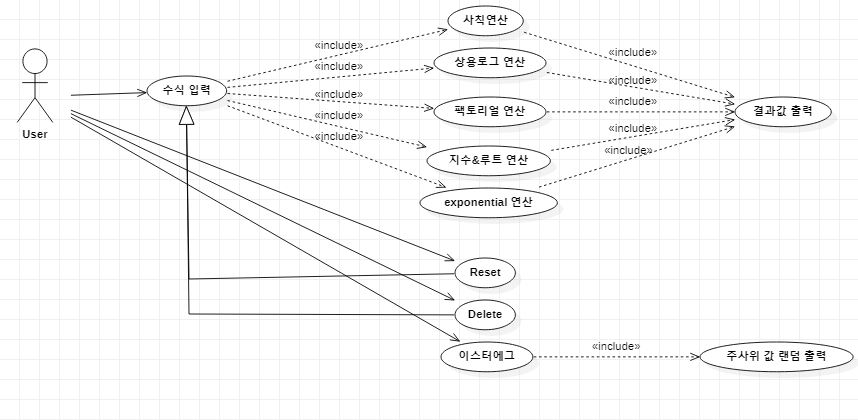 User
수식 입력
«include»
«include»
«include»
«include»
«include»
사칙연산
상용로그 연산
팩토리얼 연산
지수&루트 연산
exponential 연산
«include»
«include»
«include»
«include»
«include»
결과값 출력
Reset
Delete
이스터에그
«include»
주사위 값 랜덤 출력